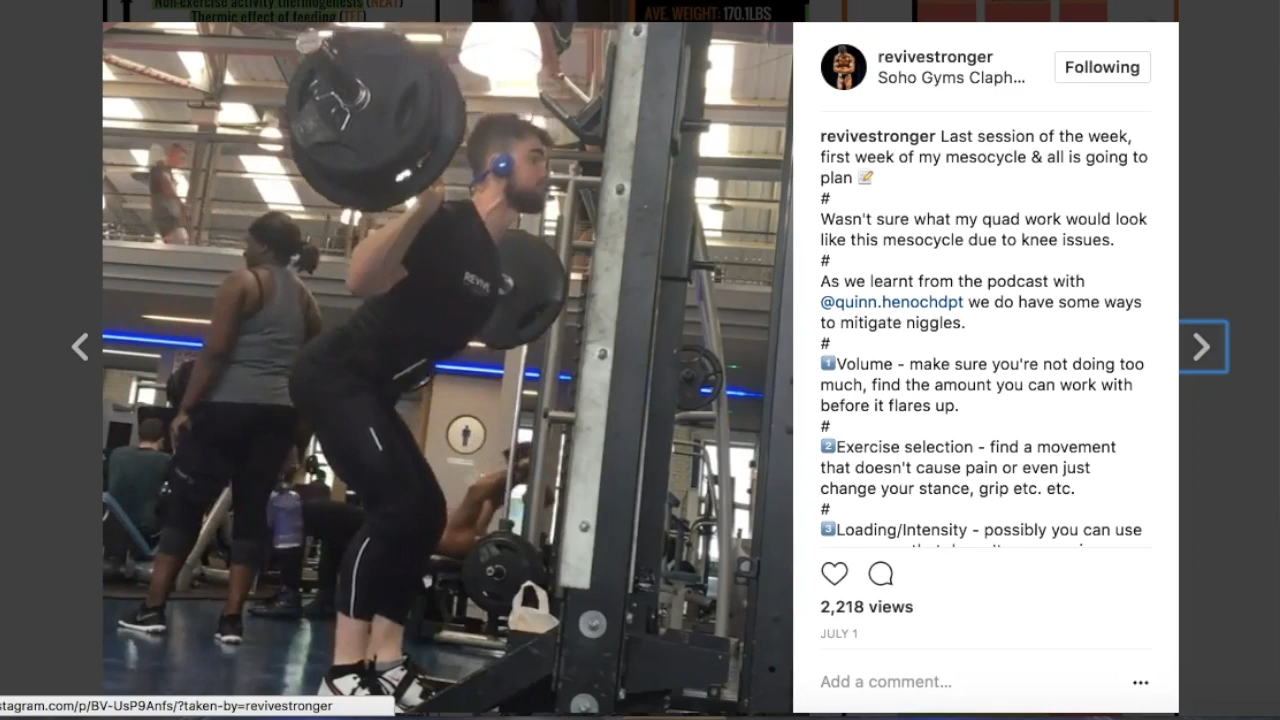 Non-exercise activity thermogenesis (NEAT)
Thermic effect of feeding (TEF)
AVE. WEIGHT: 170.1LBS
REVIVE
revivestronger
Soho Gyms Claph...
Following
revivestronger Last session of the week,
first week of my mesocycle & all is going to
plan 📝
#
Wasn't sure what my quad work would look
like this mesocycle due to knee issues.
#
As we learnt from the podcast with
@quinn.henochdpt we do have some ways
to mitigate niggles.
#
1️⃣Volume - make sure you're not doing too
much, find the amount you can work with
before it flares up.
#
2️⃣Exercise selection - find a movement
that doesn't cause pain or even just
change your stance, grip etc. etc.
#
3️⃣Loading/Intensity - possibly you can use
2,218 views
JULY 1
Add a comment...
stagram.com/p/BV-UsP9Anfs/?taken-by=revivestronger